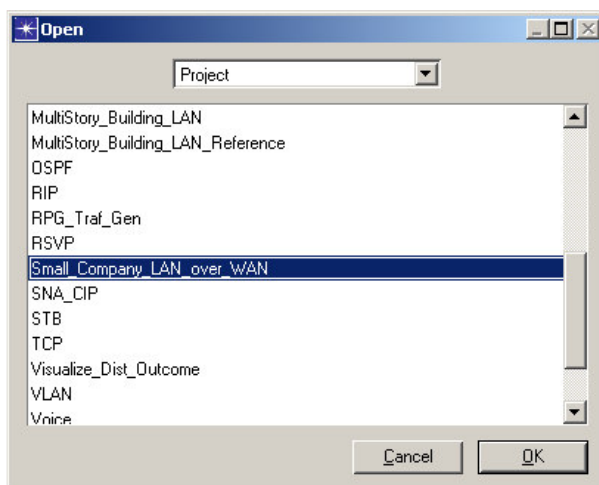 Open
Project
MultiStory_Building_LAN
MultiStory_Building_LAN_Reference
OSPF
RIP
RPG_Traf_Gen
RSVP
Small_Company_LAN_over_WAN
SNA_CIP
STB
TCP
Visualize_Dist_Outcome
VLAN
Voice
Cancel OK